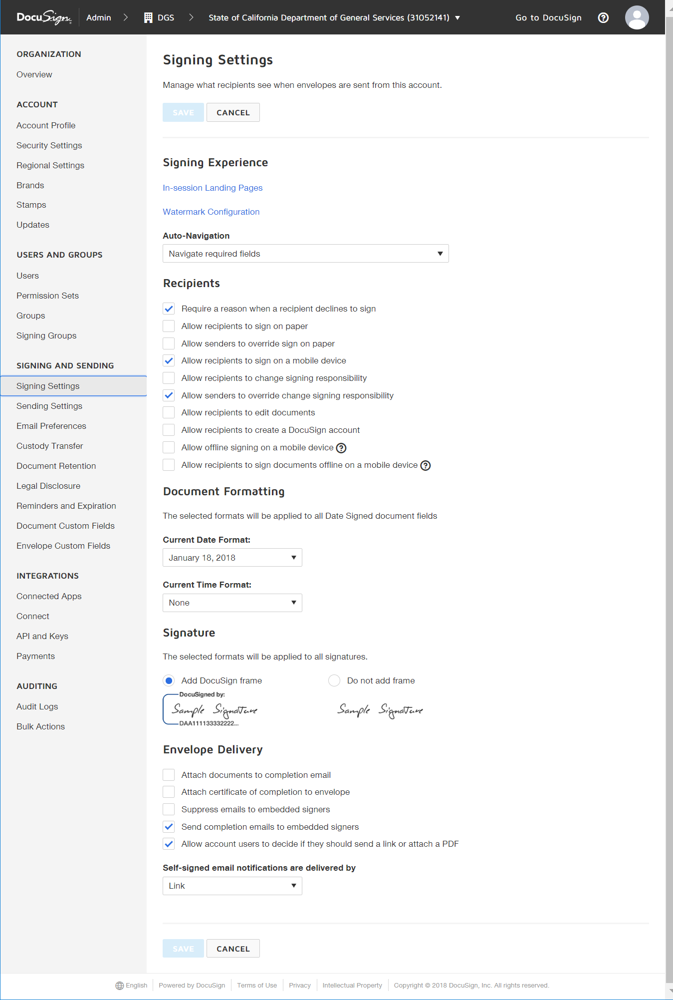 DocuSign Admin DGS State of California Department of General Services (31052141) Go to DocuSign
ORGANIZATION
Overview
ACCOUNT
Account Profile
Security Settings
Regional Settings
Brands
Stamps
Updates
USERS AND GROUPS
Users
Permission Sets
Groups
Signing Groups
SIGNING AND SENDING
Signing Settings
Sending Settings
Email Preferences
Custody Transfer
Document Retention
Legal Disclosure
Reminders and Expiration
Document Custom Fields
Envelope Custom Fields
INTEGRATIONS
Connected Apps
Connect
API and Keys
Payments
AUDITING
Audit Logs
Bulk Actions
Signing Settings
Manage what recipients see when envelopes are sent from this account.
SAVE CANCEL
Signing Experience
In-session Landing Pages
Watermark Configuration
Auto-Navigation
Navigate required fields
Recipients
Require a reason when a recipient declines to sign
Allow recipients to sign on paper
Allow senders to override sign on paper
Allow recipients to sign on a mobile device
Allow recipients to change signing responsibility
Allow senders to override change signing responsibility
Allow recipients to edit documents
Allow recipients to create a DocuSign account
Allow offline signing on a mobile device ?
Allow recipients to sign documents offline on a mobile device ?
Document Formatting
The selected formats will be applied to all Date Signed document fields
Current Date Format:
January 18, 2018
Current Time Format:
None
Signature
The selected formats will be applied to all signatures.
Add DocuSign frame Do not add frame
DocuSigned by:
Sample Signature Sample Signature
DAA111133332222...
Envelope Delivery
Attach documents to completion email
Attach certificate of completion to envelope
Suppress emails to embedded signers
Send completion emails to embedded signers
Allow account users to decide if they should send a link or attach a PDF
Self-signed email notifications are delivered by
Link
SAVE CANCEL
English Powered by DocuSign Terms of Use Privacy Intellectual Property Copyright © 2018 DocuSign, Inc. All rights reserved.